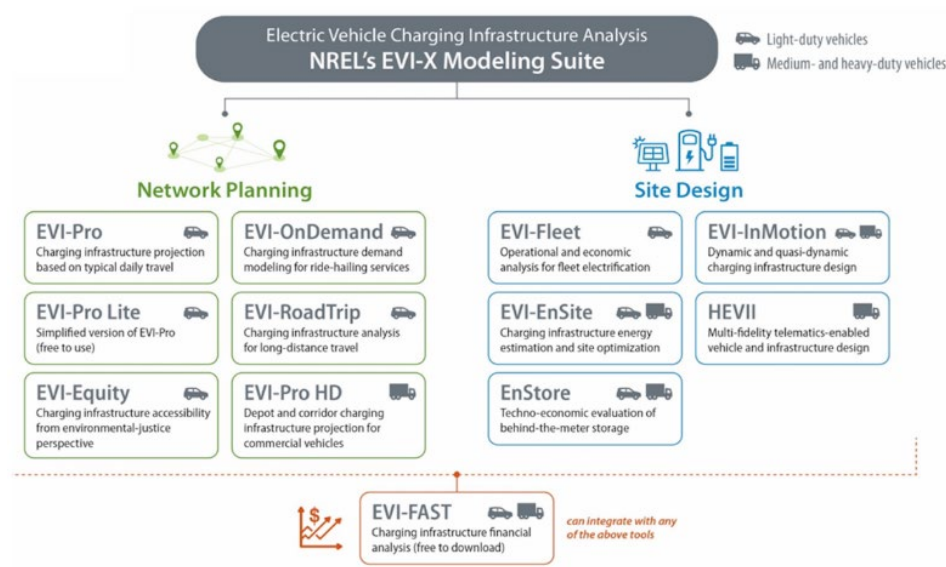 Electric Vehicle Charging Infrastructure Analysis
NREL's EVI-X Modeling Suite
Light-duty vehicles
Medium- and heavy-duty vehicles
Network Planning
EVI-Pro
Charging infrastructure projection
based on typical daily travel
EVI-OnDemand
Charging infrastructure demand
modeling for ride-hailing services
EVI-Pro Lite
Simplified version of EVI-Pro
(free to use)
EVI-RoadTrip
Charging infrastructure analysis
for long-distance travel
EVI-Equity
Charging infrastructure accessibility
from environmental-justice
perspective
EVI-Pro HD
Depot and corridor charging
infrastructure projection for
commercial vehicles
Site Design
EVI-Fleet
Operational and economic
analysis for fleet electrification
EVI-InMotion
Dynamic and quasi-dynamic
charging infrastructure design
EVI-EnSite
Charging infrastructure energy
estimation and site optimization
HEVII
Multi-fidelity telematics-enabled
vehicle and infrastructure design
EnStore
Techno-economic evaluation of
behind-the-meter storage
$
EVI-FAST
Charging infrastructure financial
analysis (free to download)
can integrate with any
of the above tools